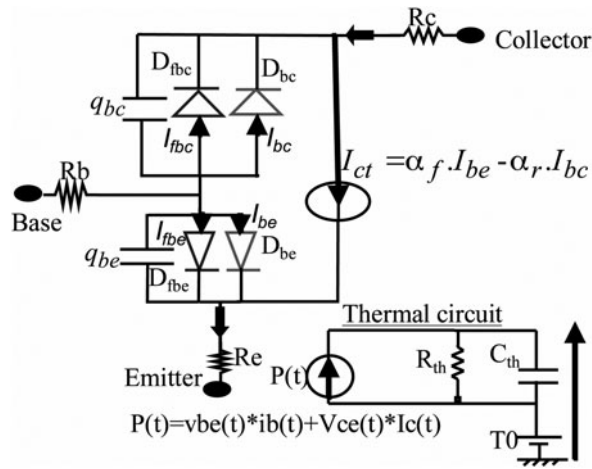 Rc
Collector
D_fbc
D_bc
q_bc
I_fbc
I_bc
I_ct = α_f . I_be - α_r . I_bc
Rb
Base
I_fbe
I_be
q_be
D_fbe
D_be
Thermal circuit
Re
Emitter
P(t)
R_th
C_th
T0
P(t)=vbe(t)*ib(t)+Vce(t)*Ic(t)